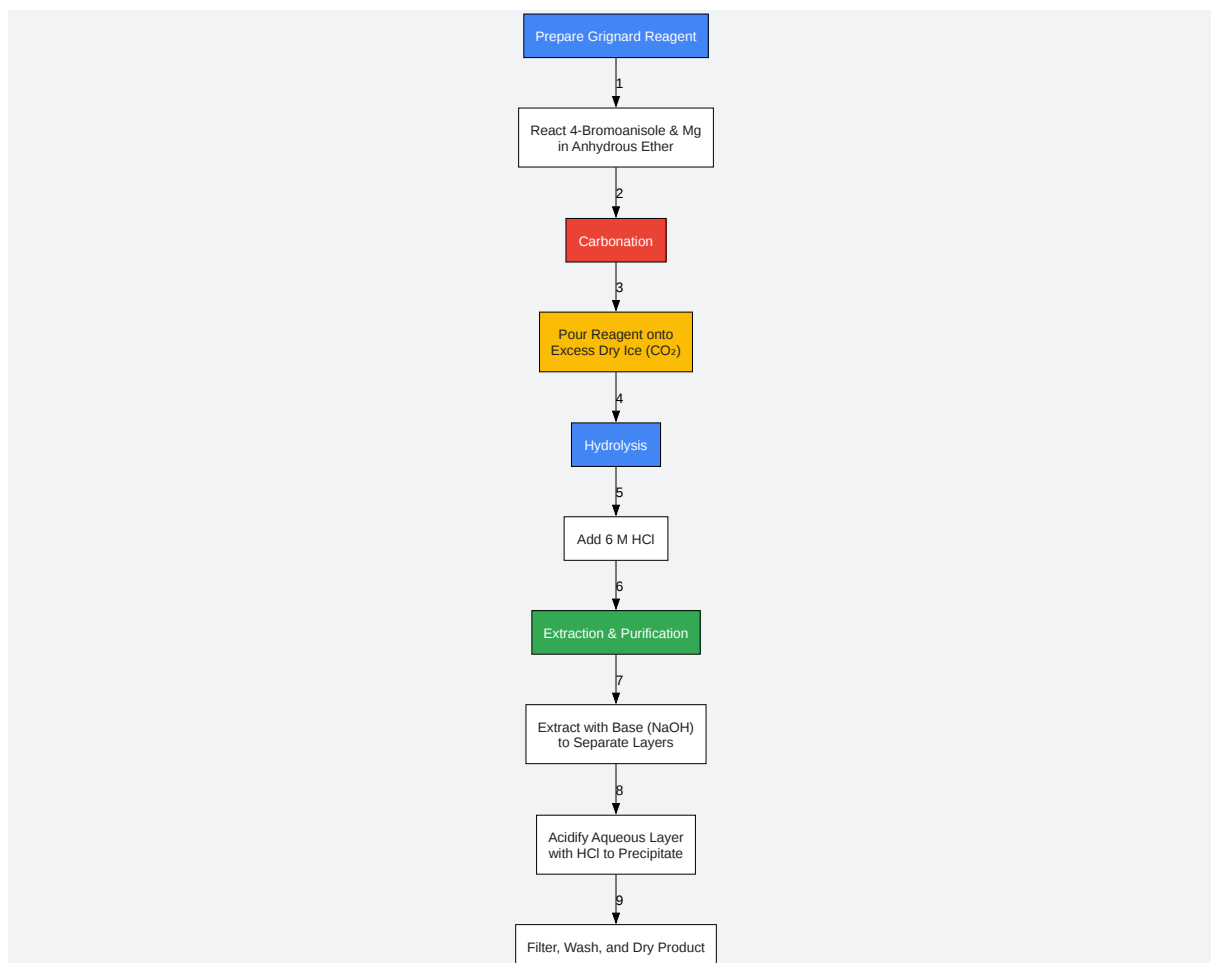 Prepare Grignard Reagent
1
React 4-Bromoanisole & Mg
in Anhydrous Ether
2
Carbonation
3
Pour Reagent onto
Excess Dry Ice (CO₂)
4
Hydrolysis
5
Add 6 M HCl
6
Extraction & Purification
7
Extract with Base (NaOH)
to Separate Layers
8
Acidify Aqueous Layer
with HCl to Precipitate
9
Filter, Wash, and Dry Product